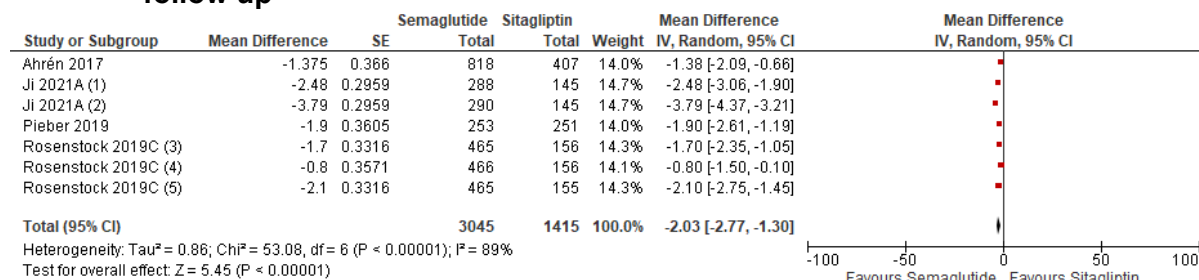 follow up
Semaglutide Sitagliptin Mean Difference Mean Difference
Study or Subgroup Mean Difference SE Total Total Weight IV, Random, 95% CI IV, Random, 95% CI
Ahrén 2017 -1.375 0.366 818 407 14.0% -1.38 [-2.09, -0.66]
Ji 2021A (1) -2.48 0.2959 288 145 14.7% -2.48 [-3.06, -1.90]
Ji 2021A (2) -3.79 0.2959 290 145 14.7% -3.79 [-4.37, -3.21]
Pieber 2019 -1.9 0.3605 253 251 14.0% -1.90 [-2.61, -1.19]
Rosenstock 2019C (3) -1.7 0.3316 465 156 14.3% -1.70 [-2.35, -1.05]
Rosenstock 2019C (4) -0.8 0.3571 466 156 14.1% -0.80 [-1.50, -0.10]
Rosenstock 2019C (5) -2.1 0.3316 465 155 14.3% -2.10 [-2.75, -1.45]
Total (95% CI) 3045 1415 100.0% -2.03 [-2.77, -1.30]
Heterogeneity: Tau² = 0.86; Chi² = 53.08, df = 6 (P < 0.00001); I² = 89%
Test for overall effect: Z = 5.45 (P < 0.00001)
-100 -50 0 50 100
Favours Semaglutide Favours Sitagliptin